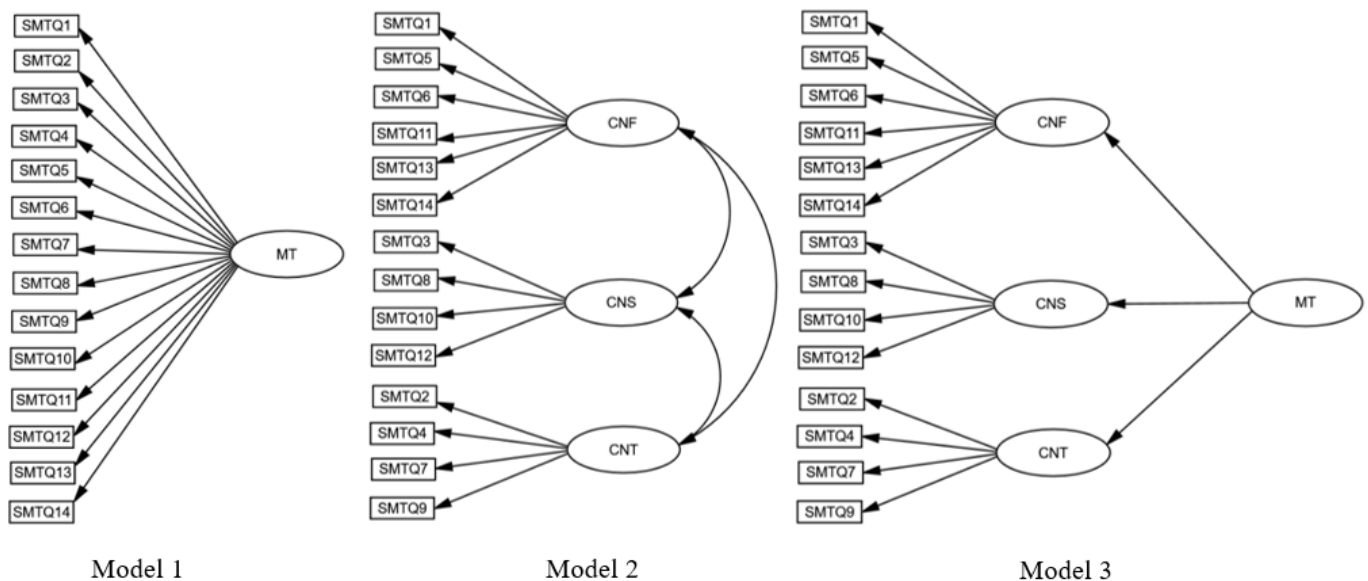 SMTQ1
SMTQ2
SMTQ3
SMTQ4
SMTQ5
SMTQ6
SMTQ7
SMTQ8
SMTQ9
SMTQ10
SMTQ11
SMTQ12
SMTQ13
SMTQ14
MT
Model 1
SMTQ1
SMTQ5
SMTQ6
SMTQ11
SMTQ13
SMTQ14
SMTQ3
SMTQ8
SMTQ10
SMTQ12
SMTQ2
SMTQ4
SMTQ7
SMTQ9
CNF
CNS
CNT
Model 2
SMTQ1
SMTQ5
SMTQ6
SMTQ11
SMTQ13
SMTQ14
SMTQ3
SMTQ8
SMTQ10
SMTQ12
SMTQ2
SMTQ4
SMTQ7
SMTQ9
CNF
CNS
CNT
MT
Model 3